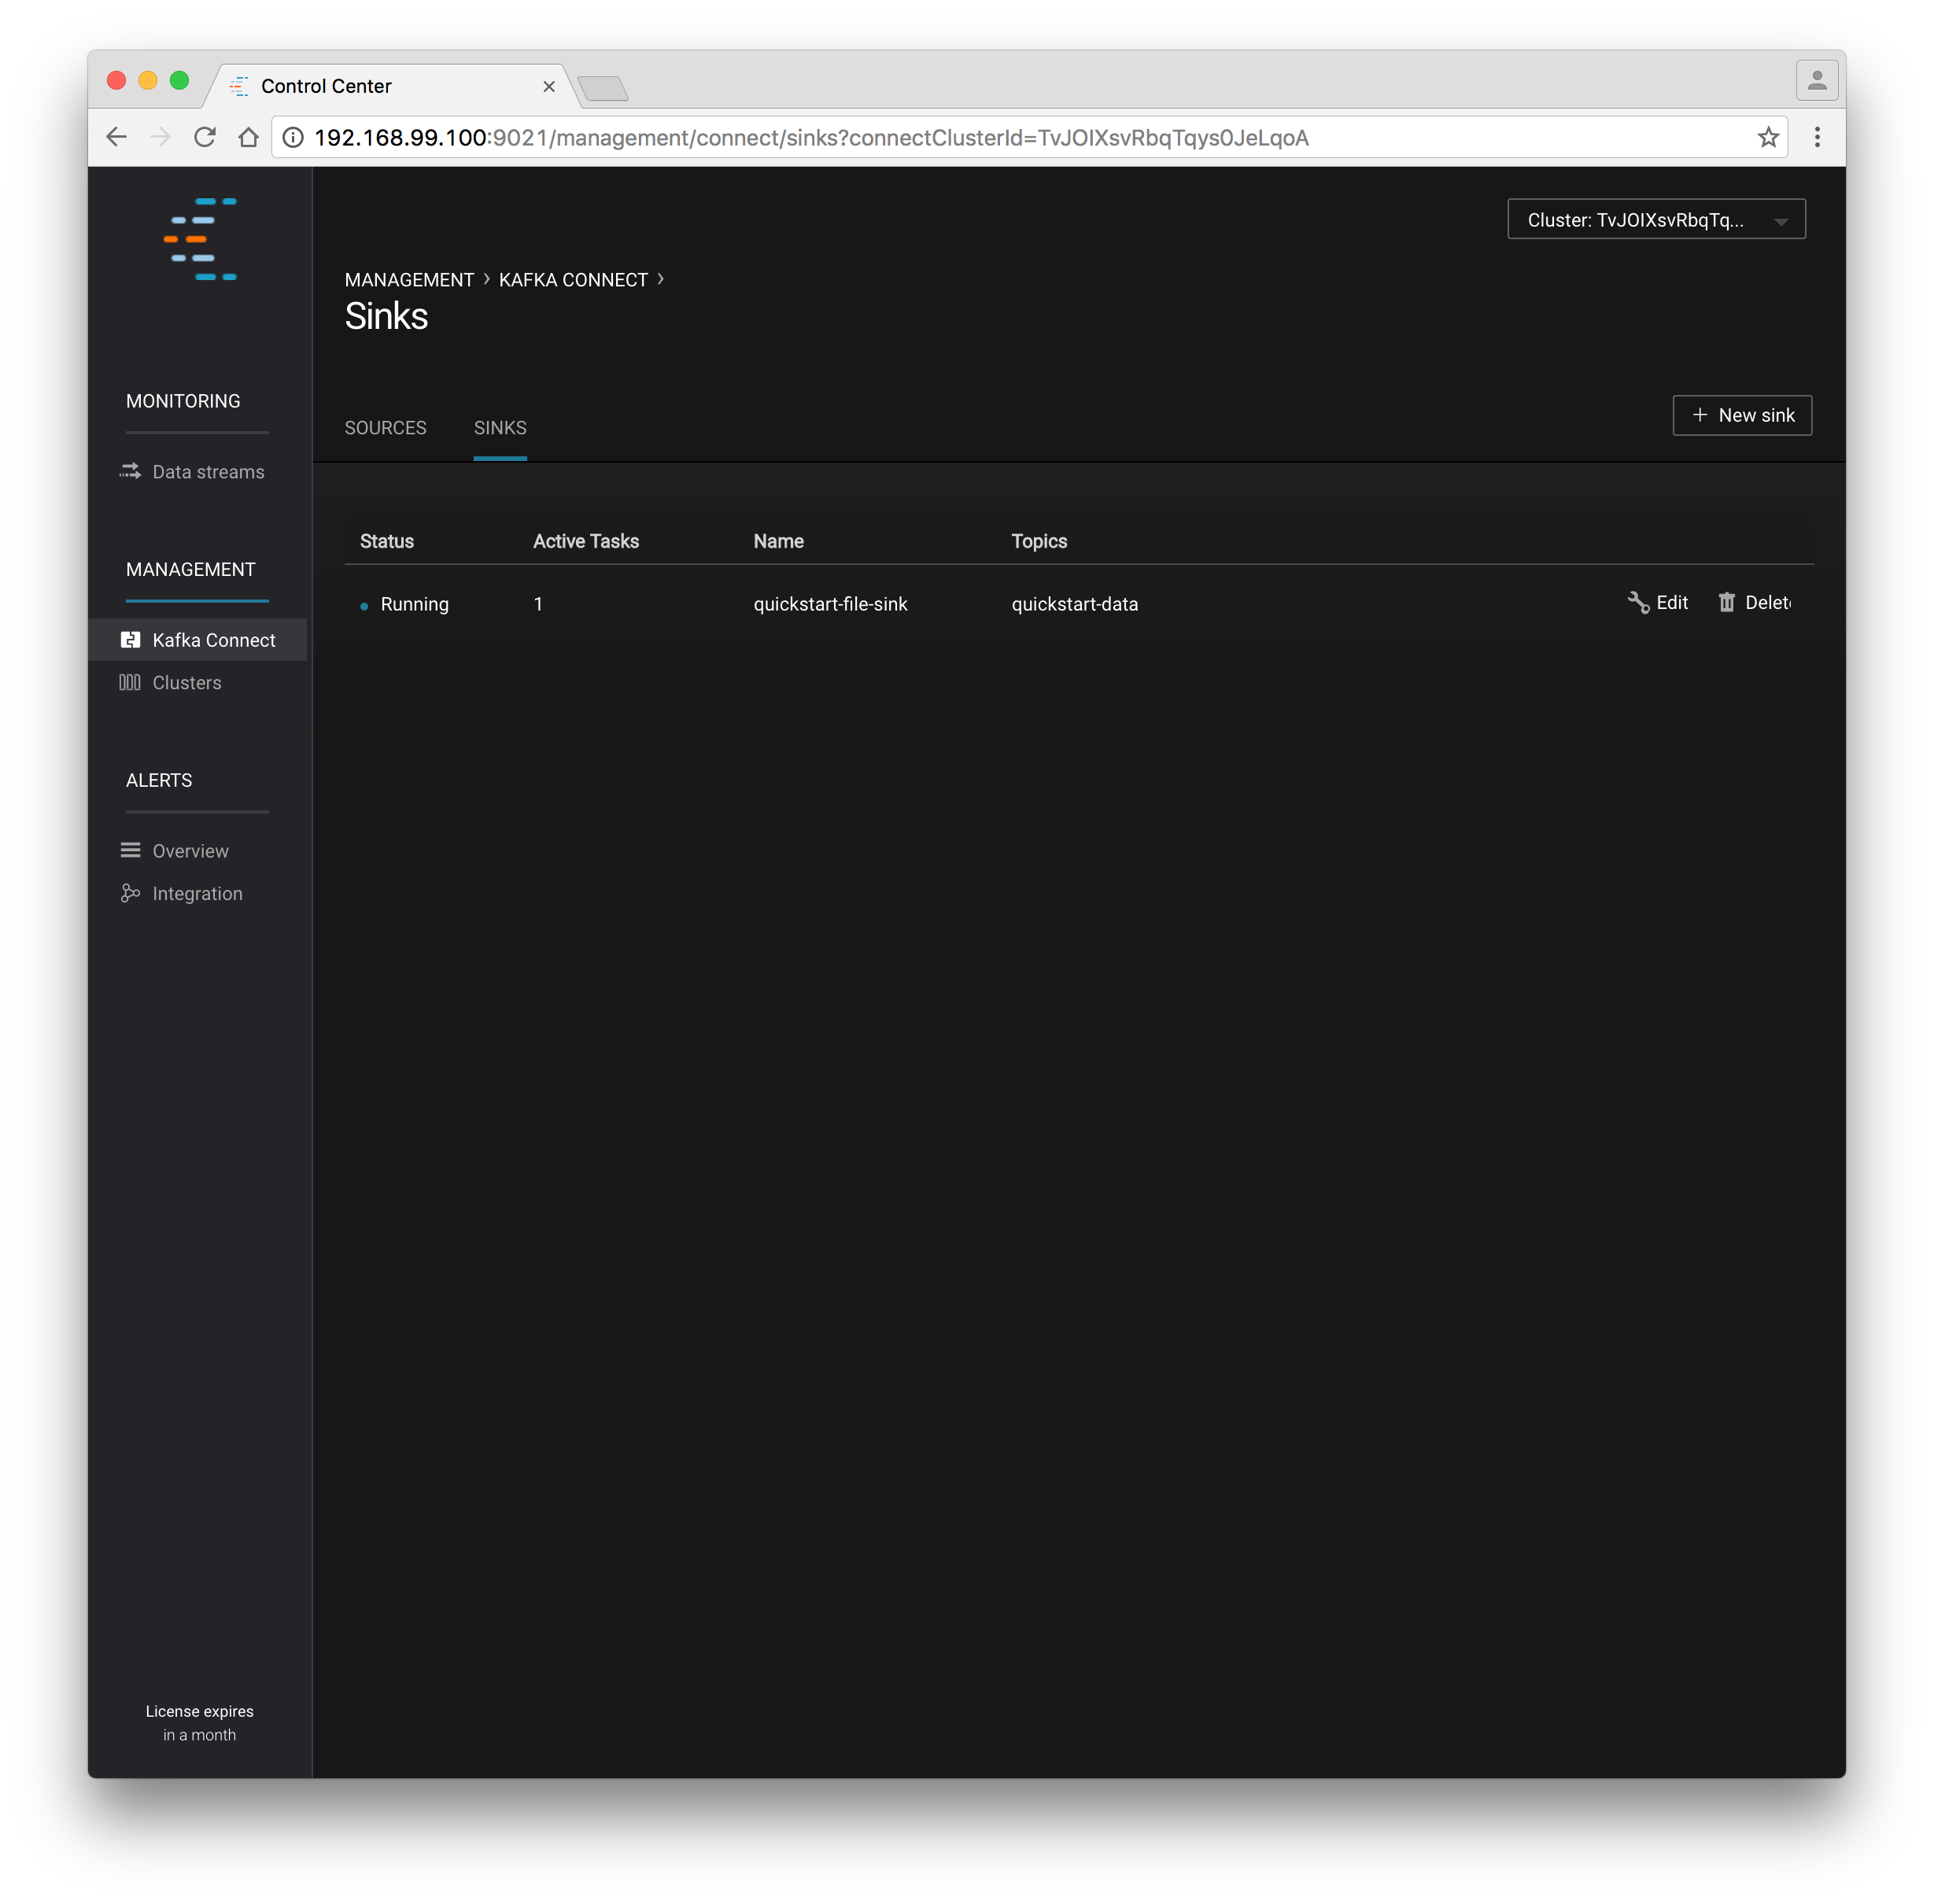 Control Center
192.168.99.100:9021/management/connect/sinks?connectClusterId=TvJOIXsvRbqTqys0JeLqoA
Cluster: TvJOIXsvRbqTq...
MANAGEMENT › KAFKA CONNECT ›
Sinks
SOURCES SINKS
+ New sink
MONITORING
Data streams
MANAGEMENT
Kafka Connect
Clusters
ALERTS
Overview
Integration
License expires
in a month
Status Active Tasks Name Topics
Running 1 quickstart-file-sink quickstart-data Edit Delet